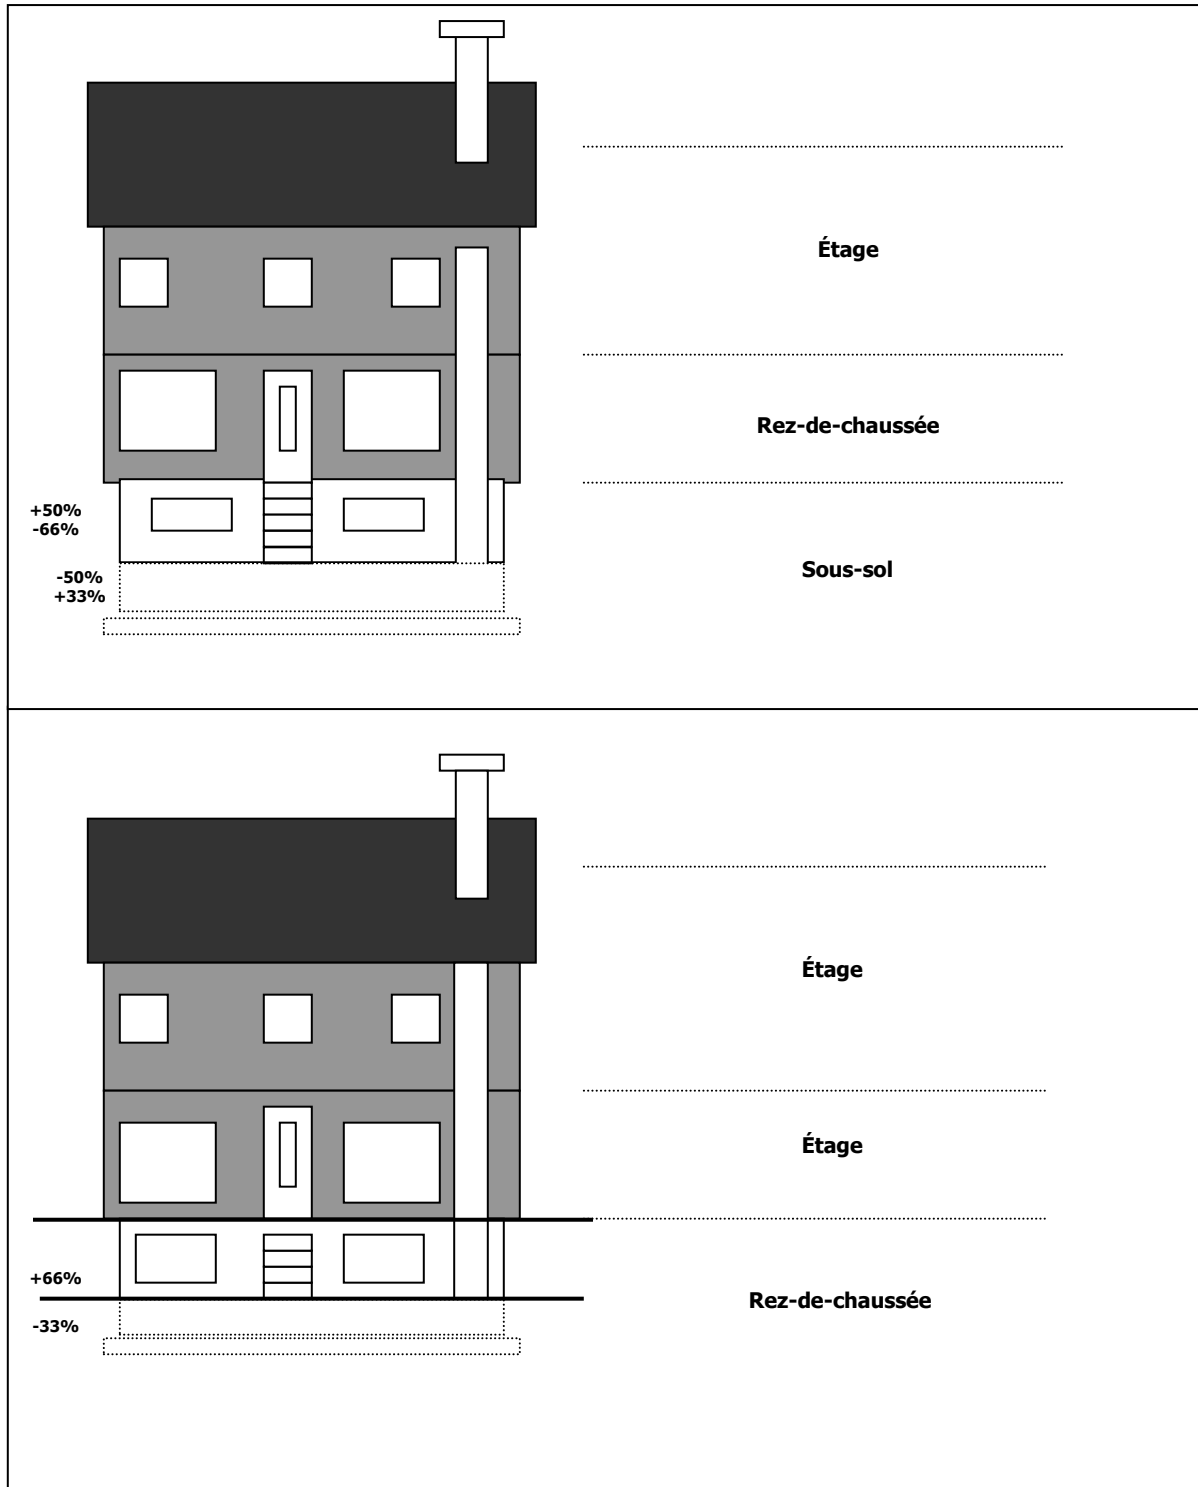 Étage
Rez-de-chaussée
+50%
-66%
-50%
+33%
Sous-sol
Étage
Étage
+66%
-33%
Rez-de-chaussée